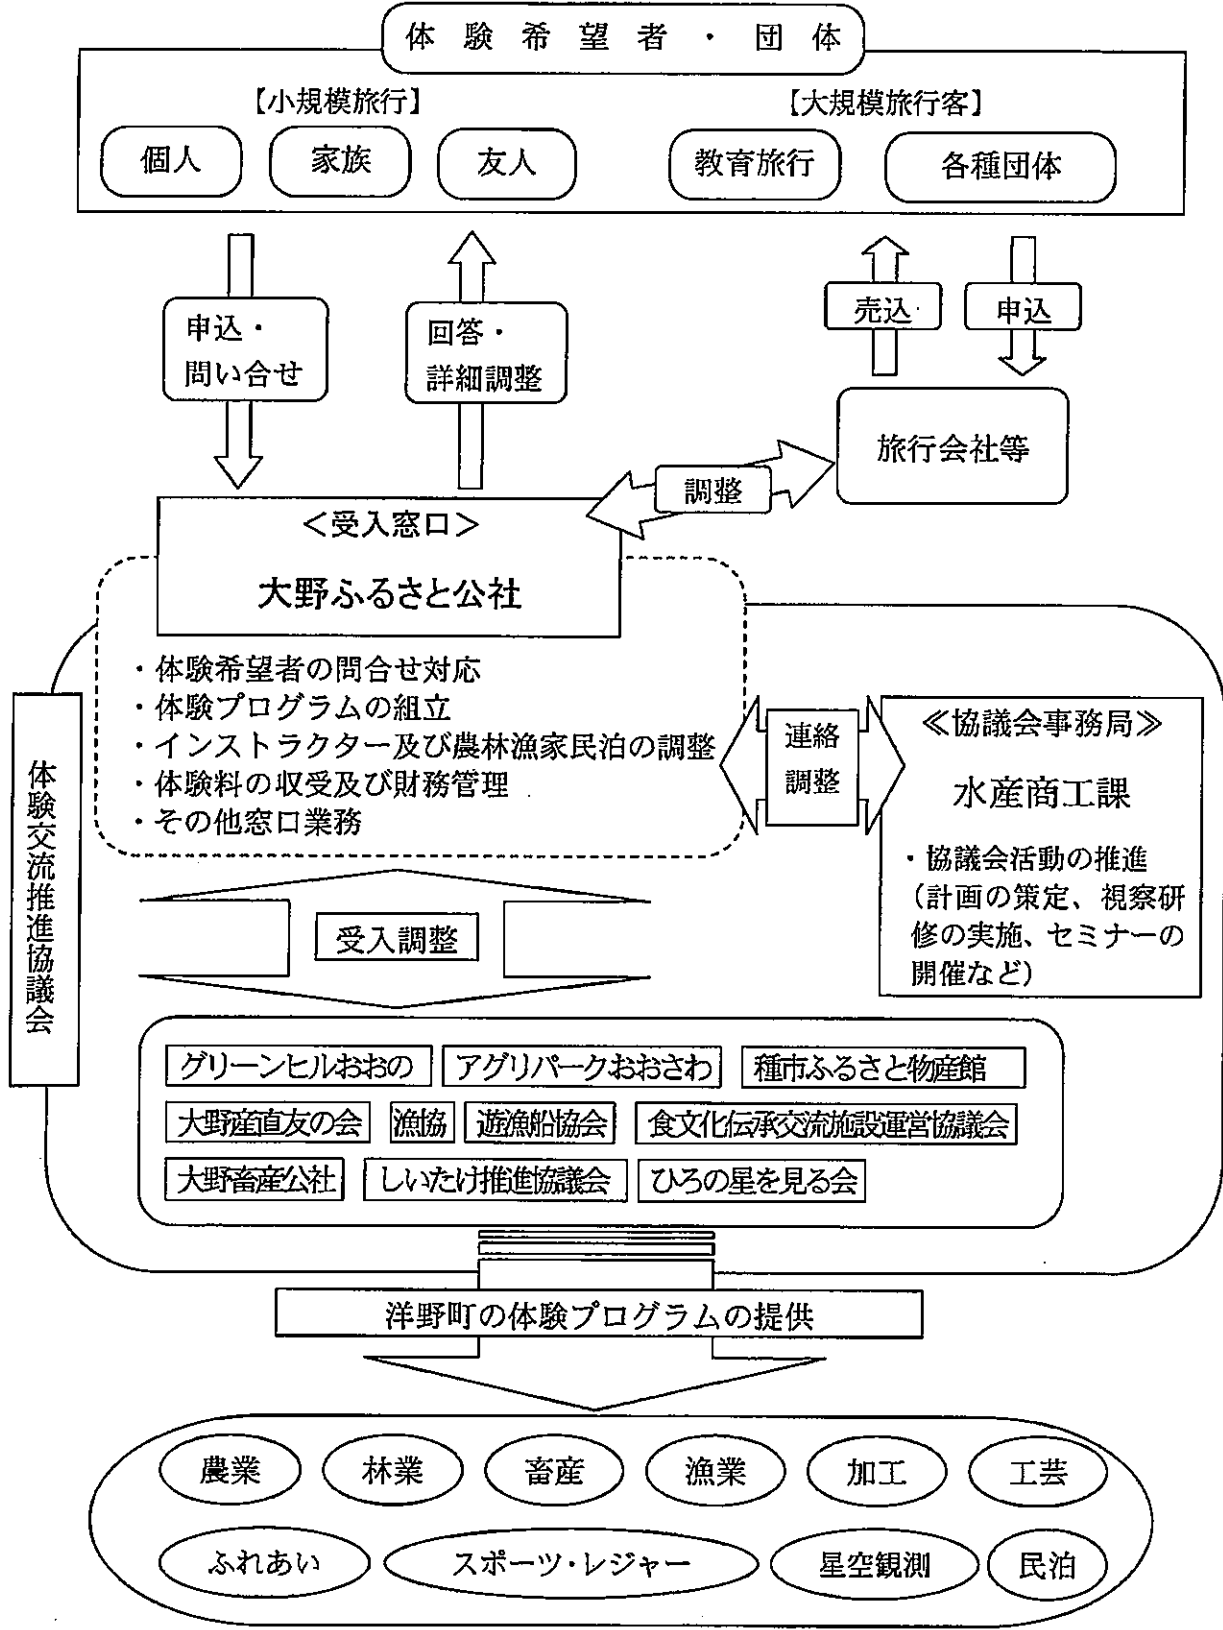 体験希望者・団体
【小規模旅行】
【大規模旅行客】
個人
家族
友人
教育旅行
各種団体
申込・
問い合せ
回答・
詳細調整
売込
申込
旅行会社等
調整
＜受入窓口＞
大野ふるさと公社
・体験希望者の問合せ対応
・体験プログラムの組立
・インストラクター及び農林漁家民泊の調整
・体験料の収受及び財務管理
・その他窓口業務
連絡
調整
≪協議会事務局≫
水産商工課
・協議会活動の推進
（計画の策定、視察研
修の実施、セミナーの
開催など）
体験交流推進協議会
受入調整
グリーンヒルおおの
アグリパークおおさわ
種市ふるさと物産館
大野産直友の会
漁協
遊漁船協会
食文化伝承交流施設運営協議会
大野畜産公社
しいたけ推進協議会
ひろの星を見る会
洋野町の体験プログラムの提供
農業
林業
畜産
漁業
加工
工芸
ふれあい
スポーツ・レジャー
星空観測
民泊